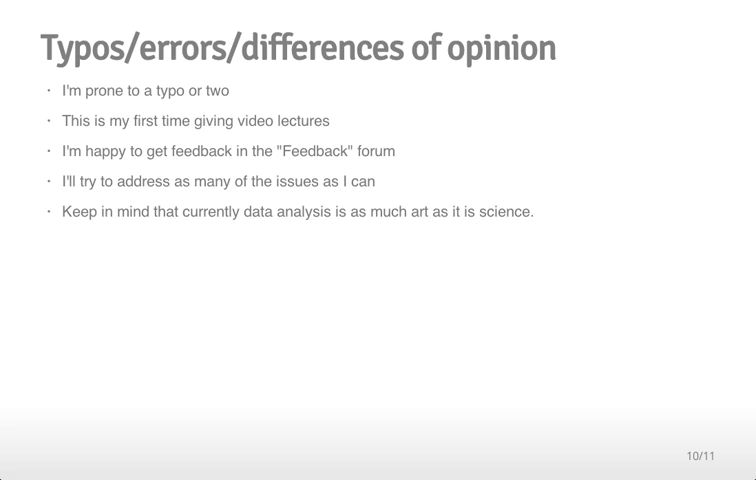 Typos/errors/differences of opinion
· I'm prone to a typo or two
· This is my first time giving video lectures
· I'm happy to get feedback in the "Feedback" forum
· I'll try to address as many of the issues as I can
· Keep in mind that currently data analysis is as much art as it is science.
10/11